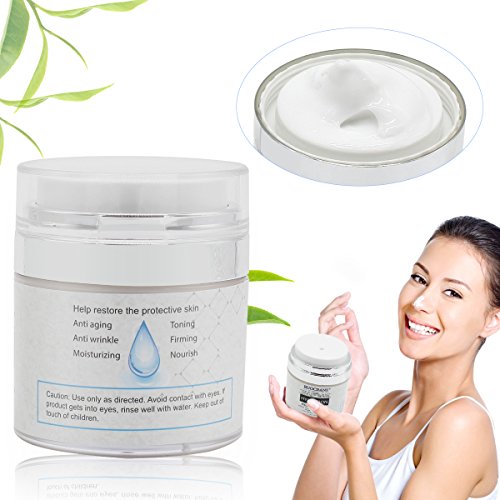 Help restore the protective skin
Anti aging Toning
Anti wrinkle Firming
Moisturizing Nourish
Caution: Use only as directed. Avoid contact with eyes. If
product gets into eyes, rinse well with water. Keep out
of touch of children.